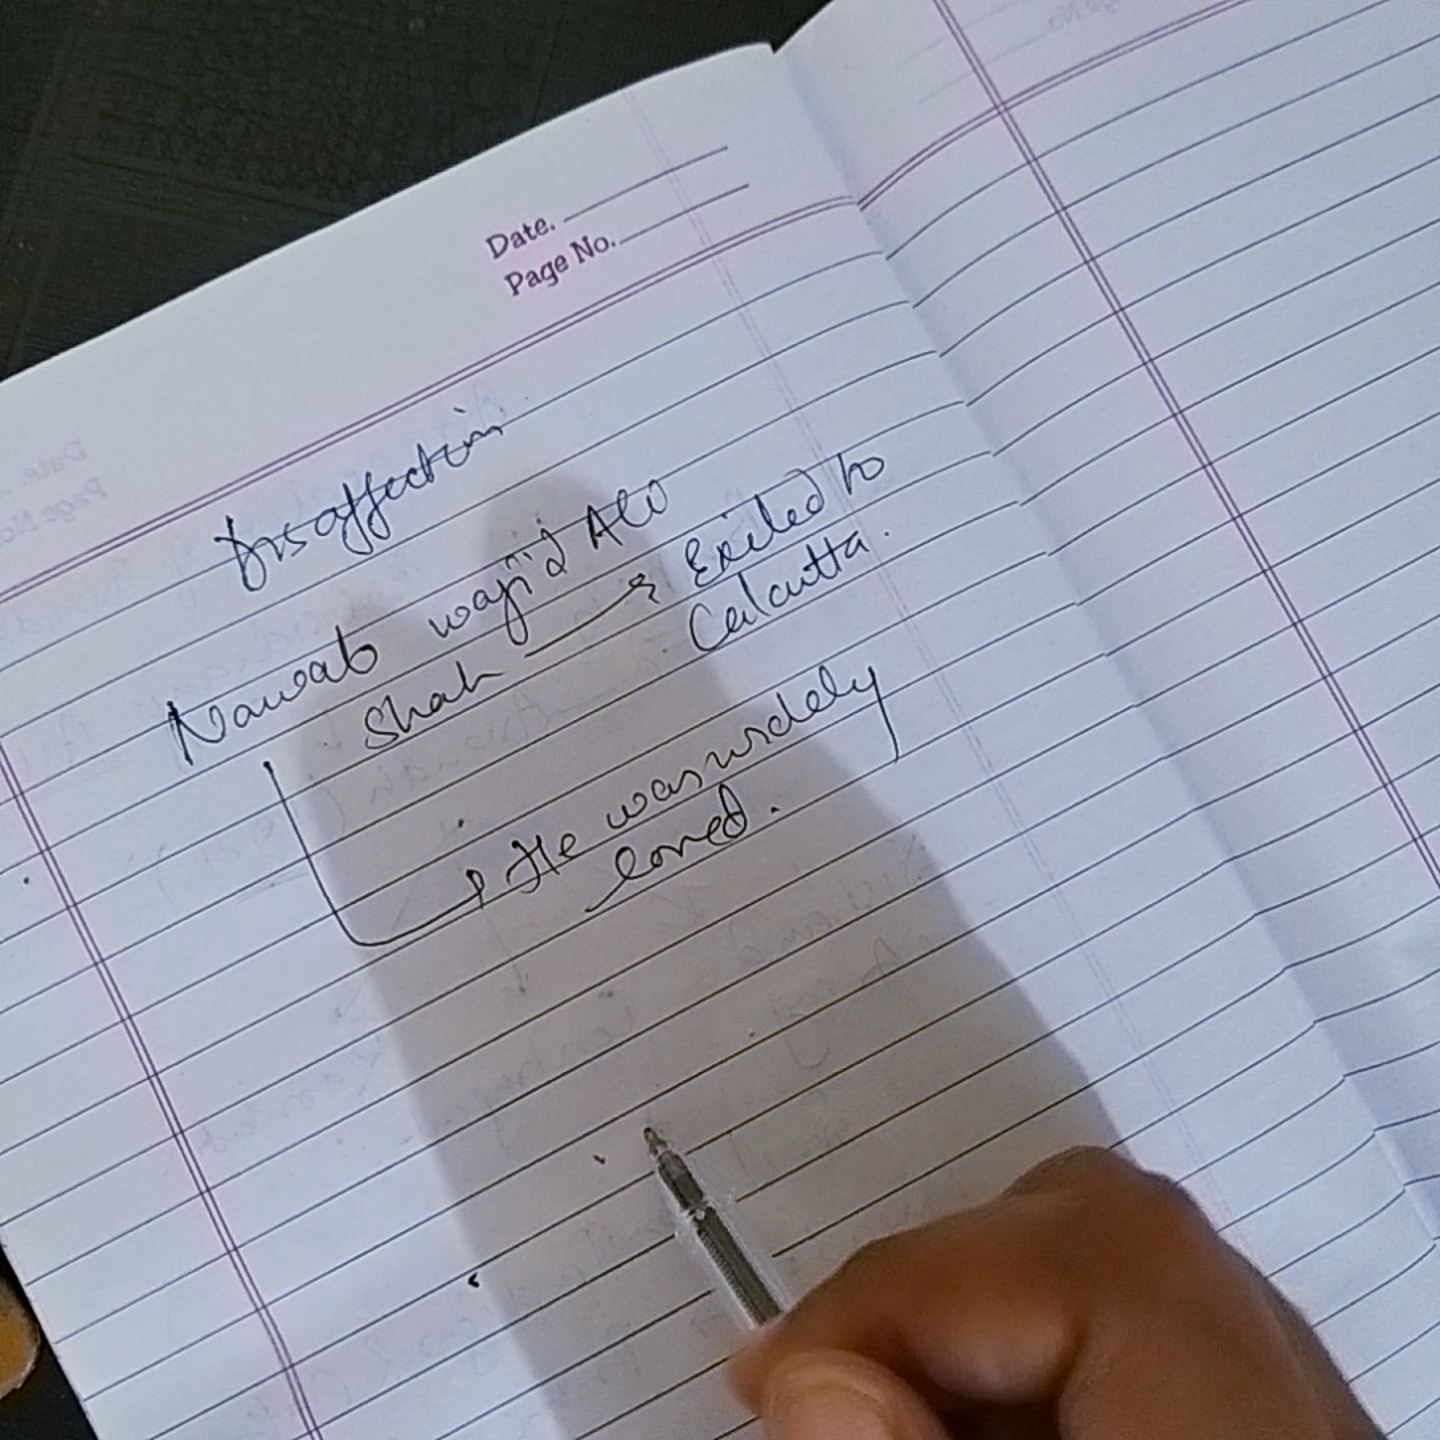 Date.
Page No.
Disaffection
Nawab wajid Ali
Shah → Exiled to
Calcutta.
→ He was widely
loved.